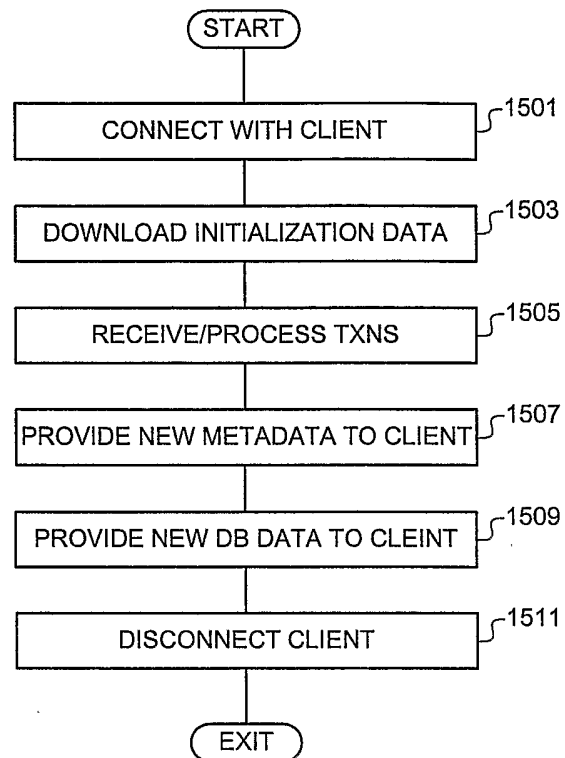 START
CONNECT WITH CLIENT
1501
DOWNLOAD INITIALIZATION DATA
1503
RECEIVE/PROCESS TXNS
1505
PROVIDE NEW METADATA TO CLIENT
1507
PROVIDE NEW DB DATA TO CLEINT
1509
DISCONNECT CLIENT
1511
EXIT